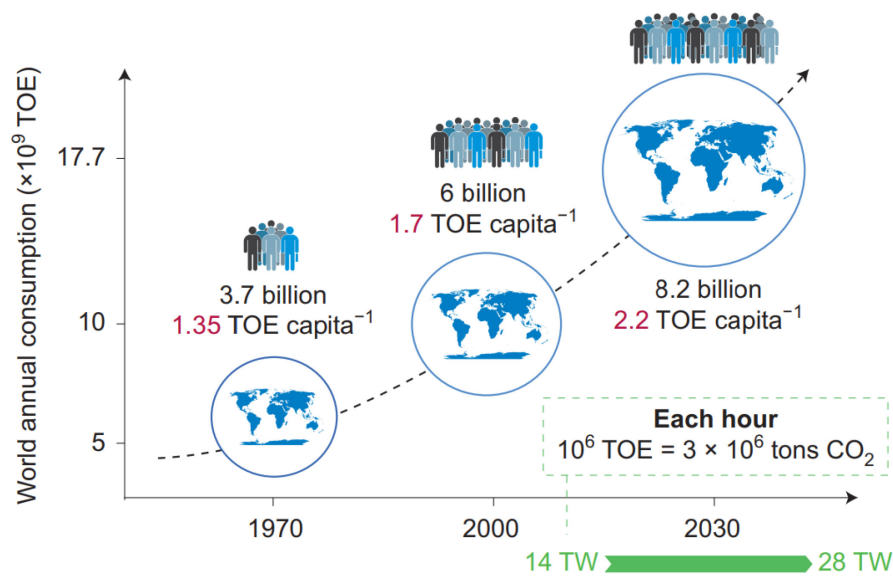 World annual consumption (×10⁹ TOE)
17.7
10
5
3.7 billion
1.35 TOE capita⁻¹
6 billion
1.7 TOE capita⁻¹
8.2 billion
2.2 TOE capita⁻¹
Each hour
10⁶ TOE = 3 × 10⁶ tons CO₂
1970
2000
2030
14 TW
28 TW